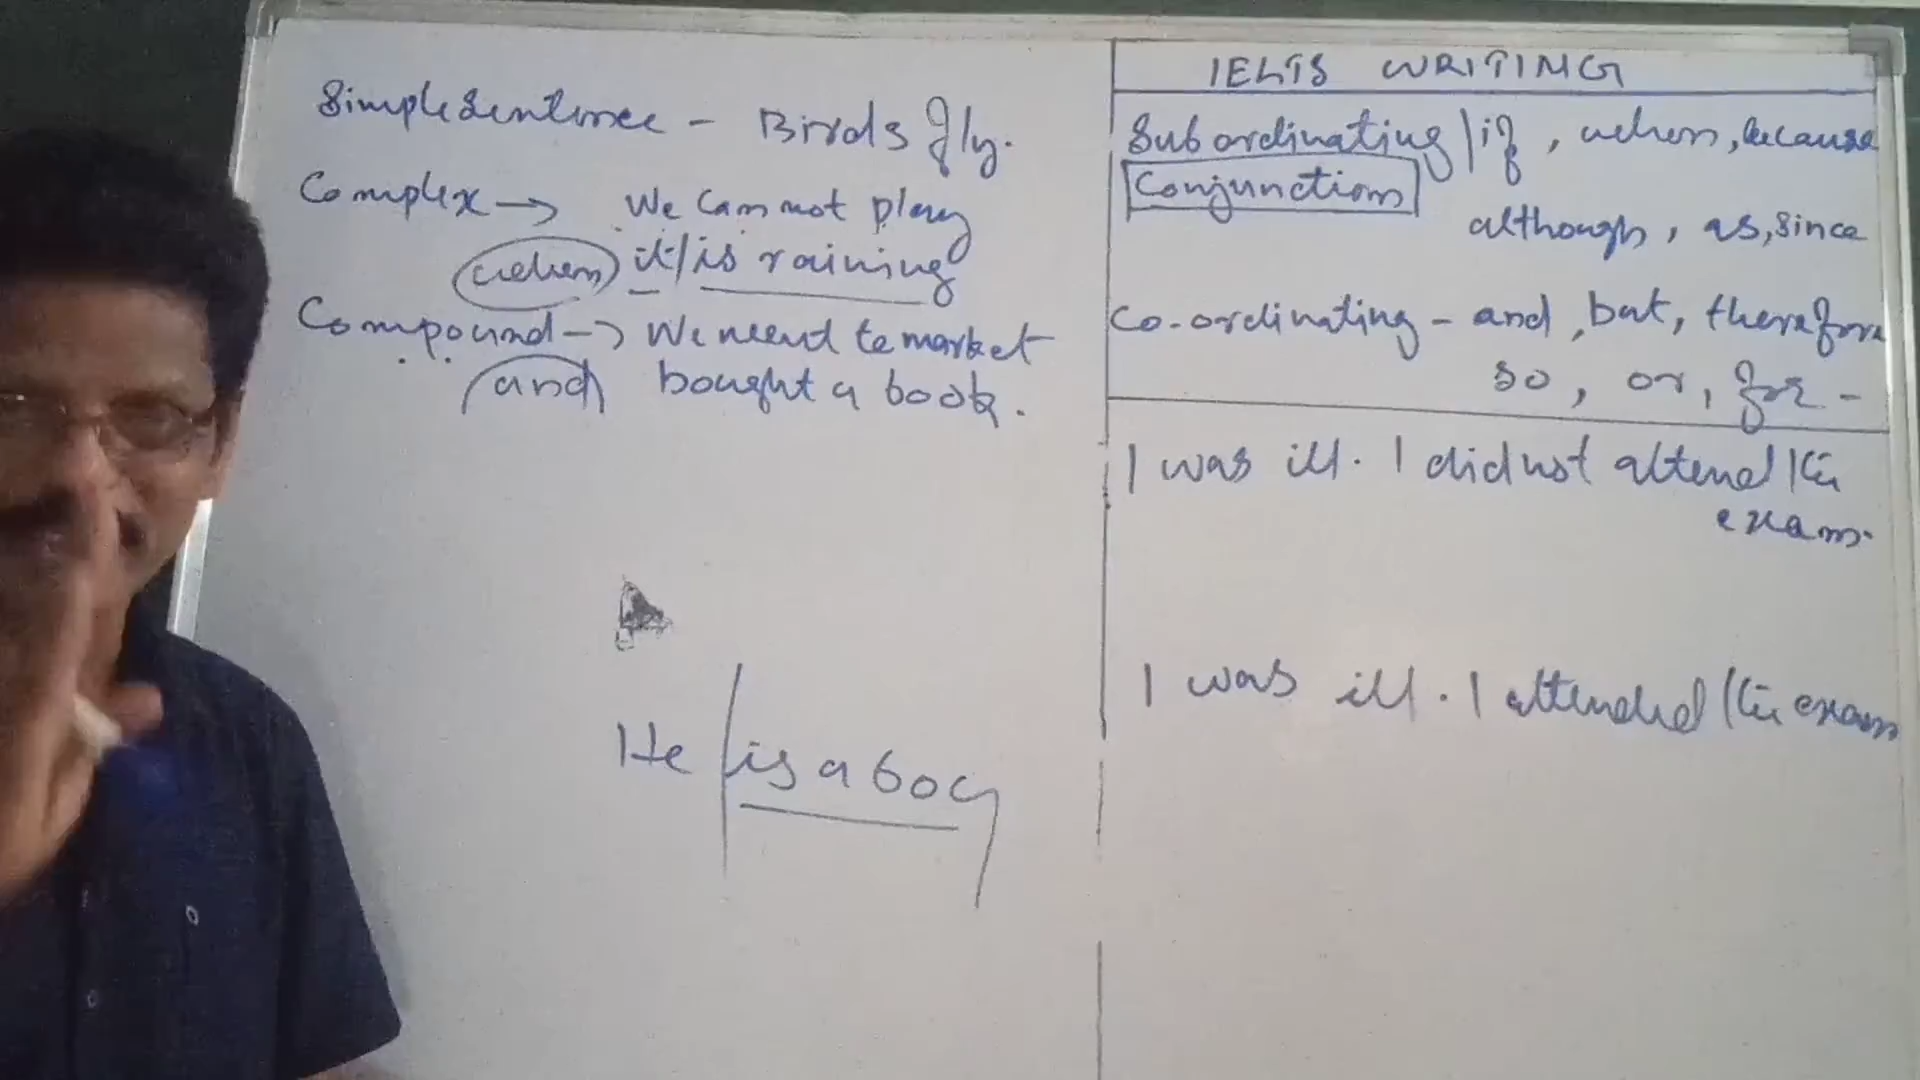 Simple Sentence - Birds fly.
Complex → We cannot play
when it/is raining
Compound → We went to market
and bought a book.
He / is a boy
IELTS WRITING
Subordinating / if, when, because
Conjunction
although, as, since
Co-ordinating - and, but, therefore
so, or, for -
I was ill. I did not attend the
exam.
I was ill. I attended the exam